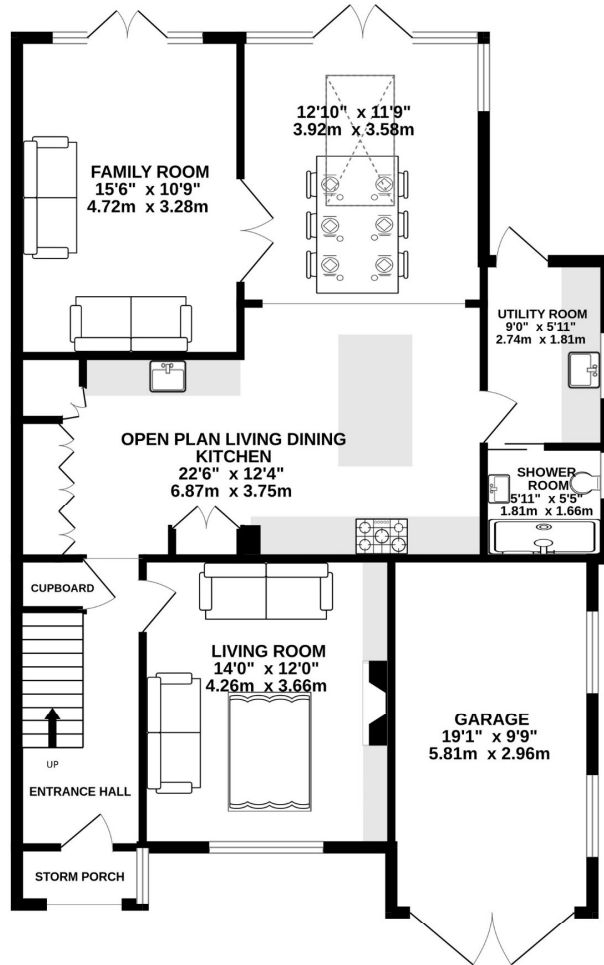 12'10" x 11'9"
3.92m x 3.58m
FAMILY ROOM
15'6" x 10'9"
4.72m x 3.28m
UTILITY ROOM
9'0" x 5'11"
2.74m x 1.81m
OPEN PLAN LIVING DINING
KITCHEN
22'6" x 12'4"
6.87m x 3.75m
SHOWER
ROOM
5'11" x 5'5"
1.81m x 1.66m
CUPBOARD
LIVING ROOM
14'0" x 12'0"
4.26m x 3.66m
GARAGE
19'1" x 9'9"
5.81m x 2.96m
UP
ENTRANCE HALL
STORM PORCH